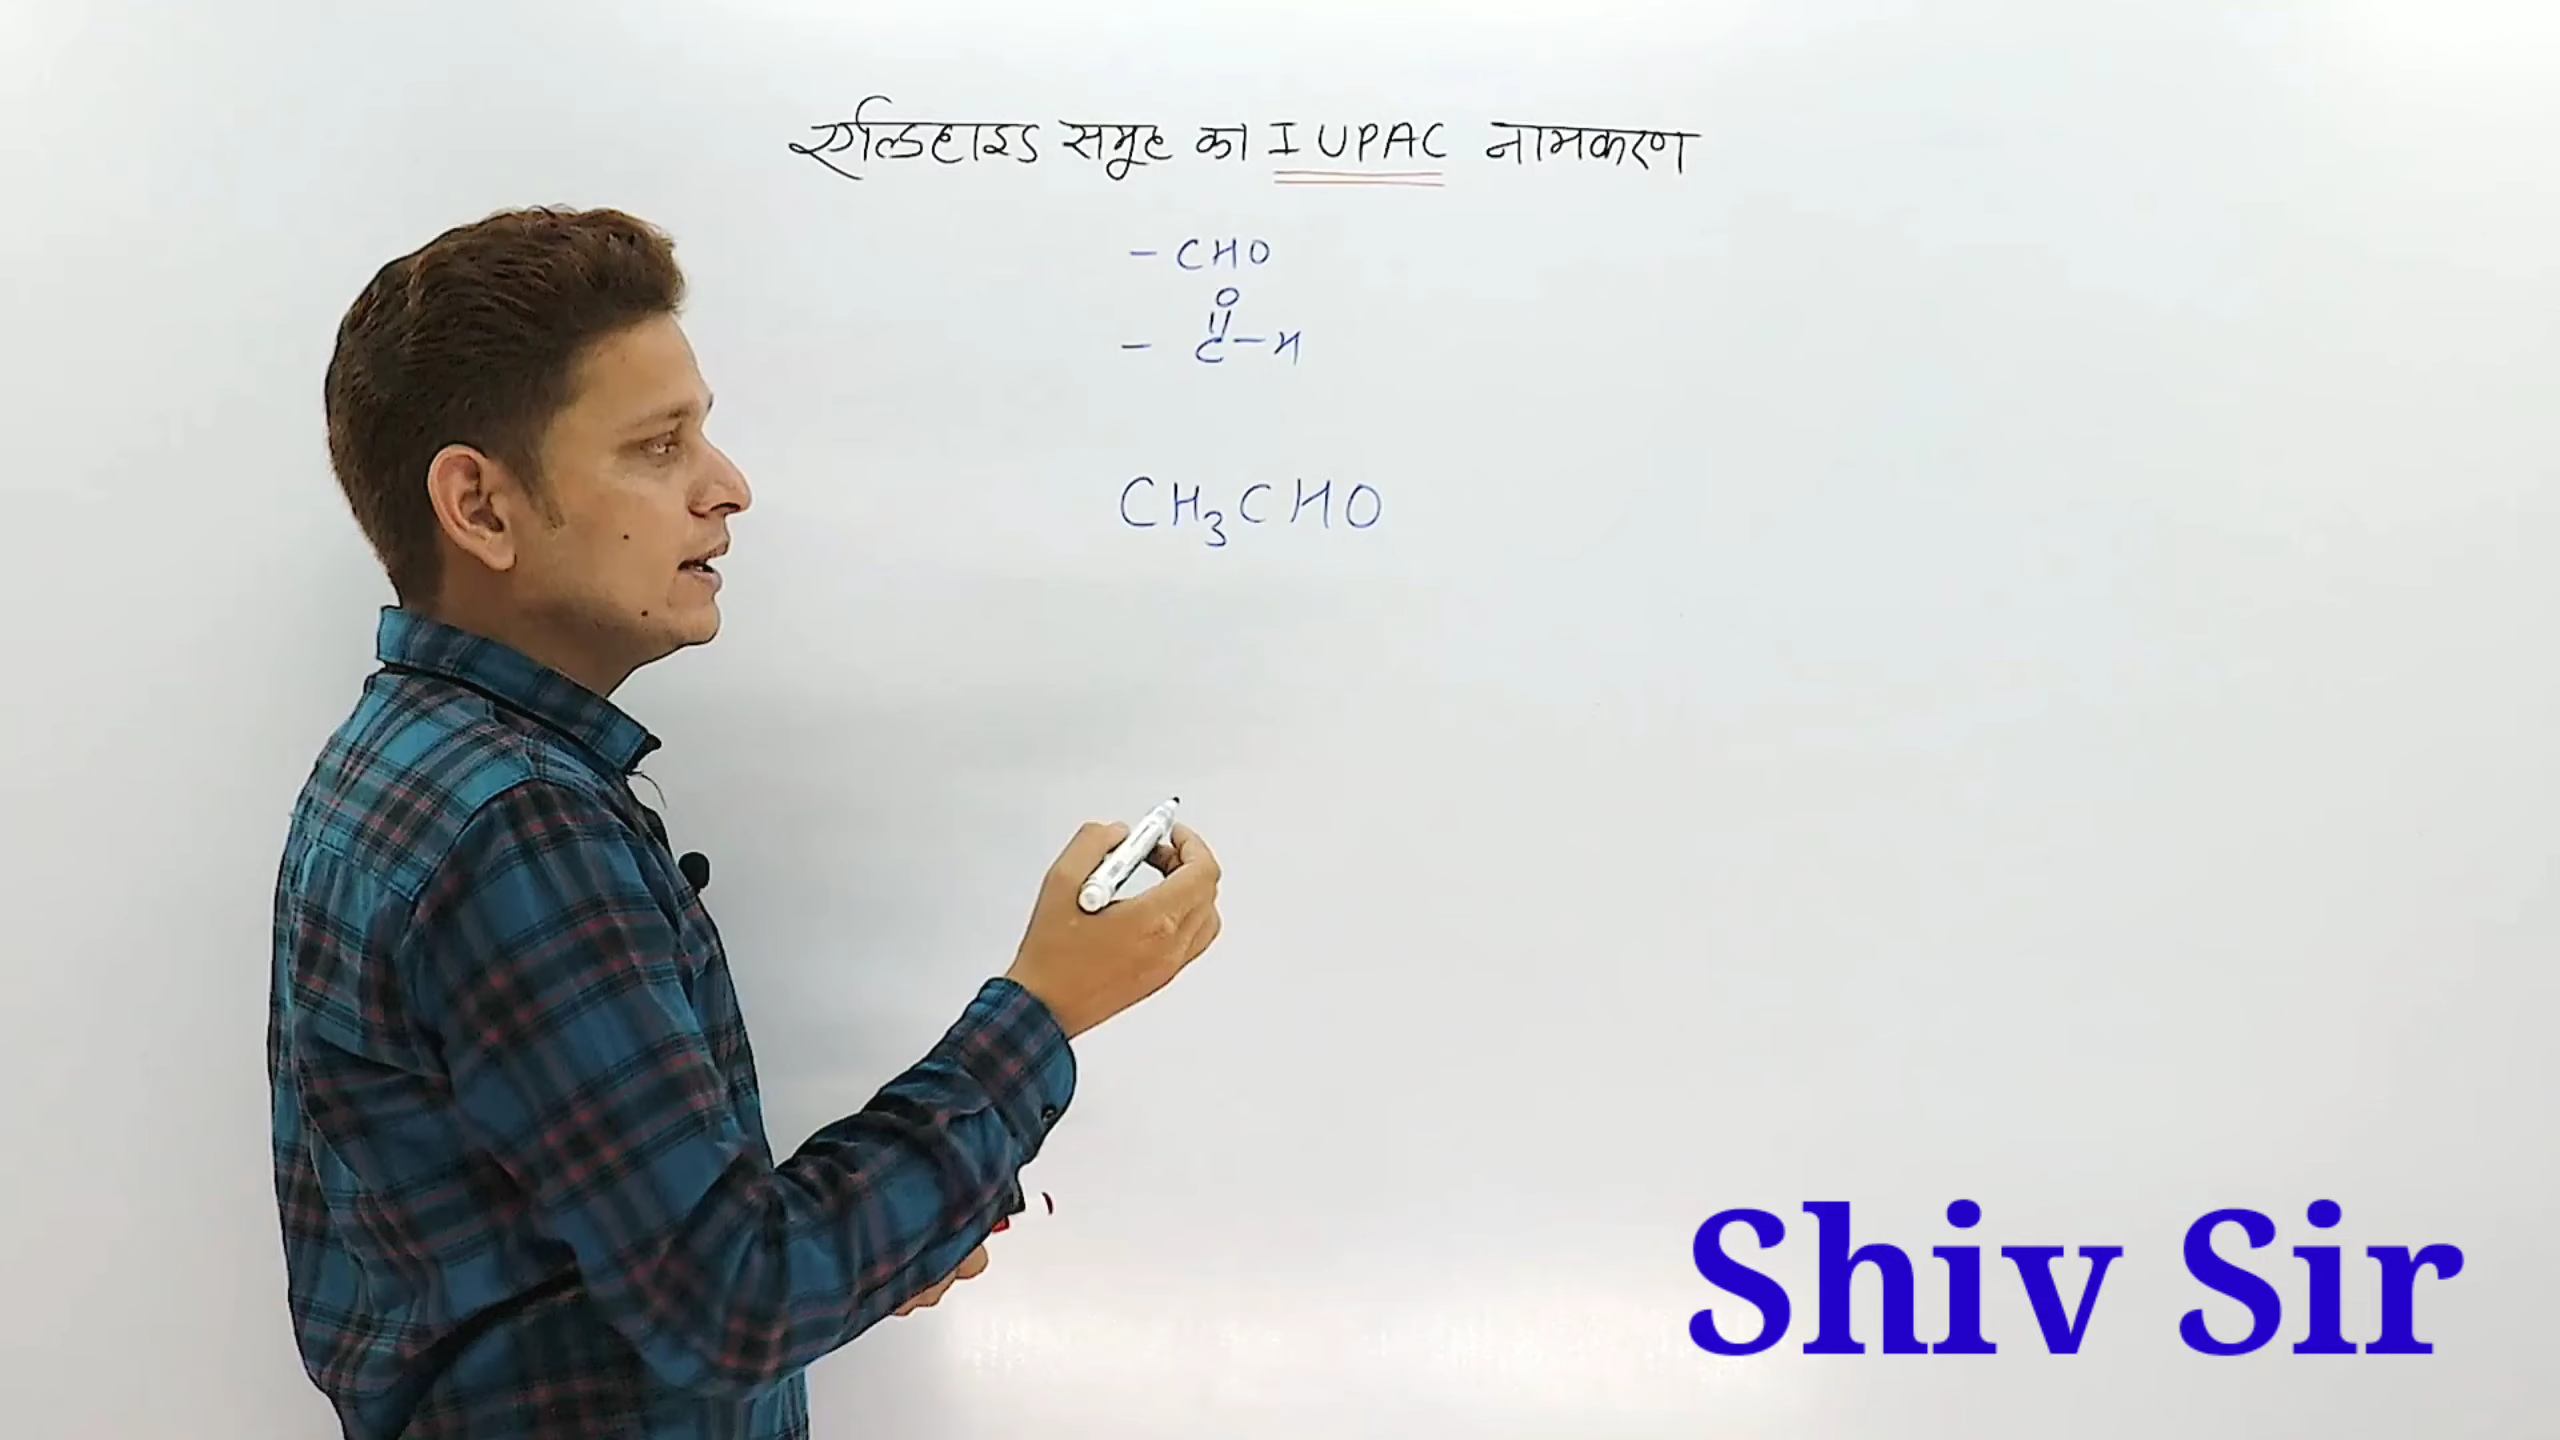 एल्डिहाइड समूह का IUPAC नामकरण
- CHO
O
||
- C - H
CH₃CHO
Shiv Sir